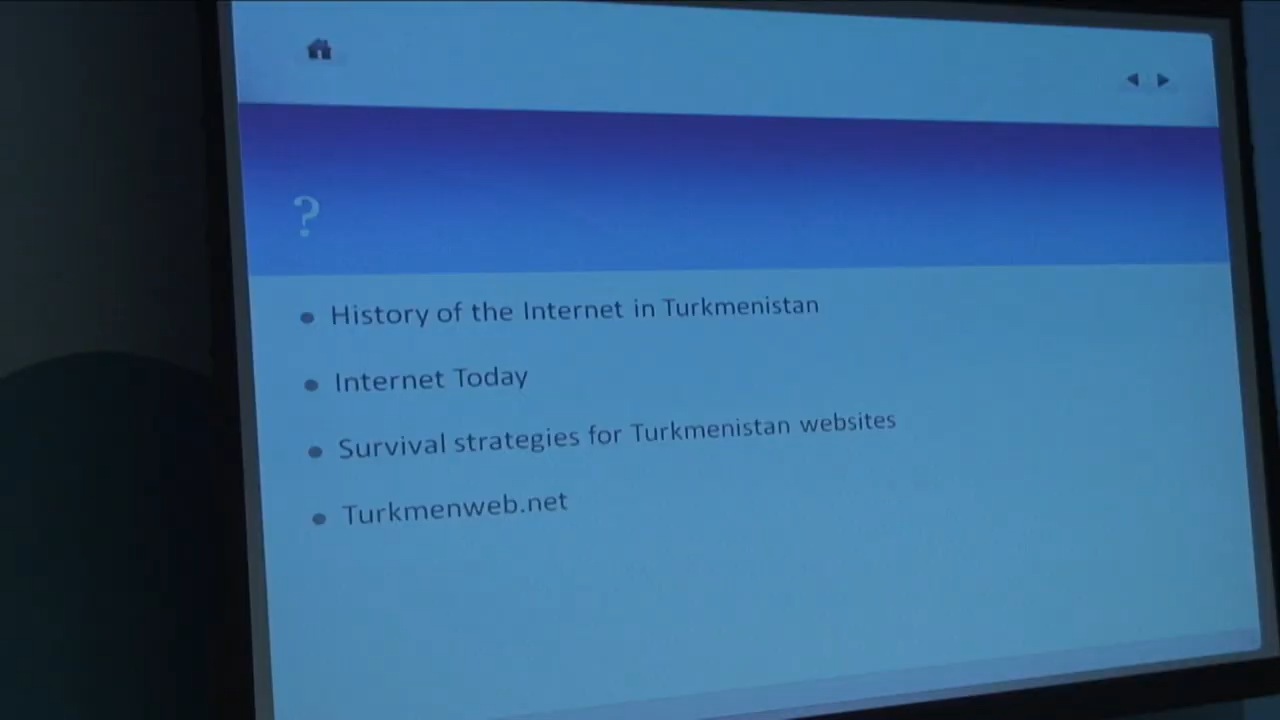 ?
History of the Internet in Turkmenistan
Internet Today
Survival strategies for Turkmenistan websites
Turkmenweb.net